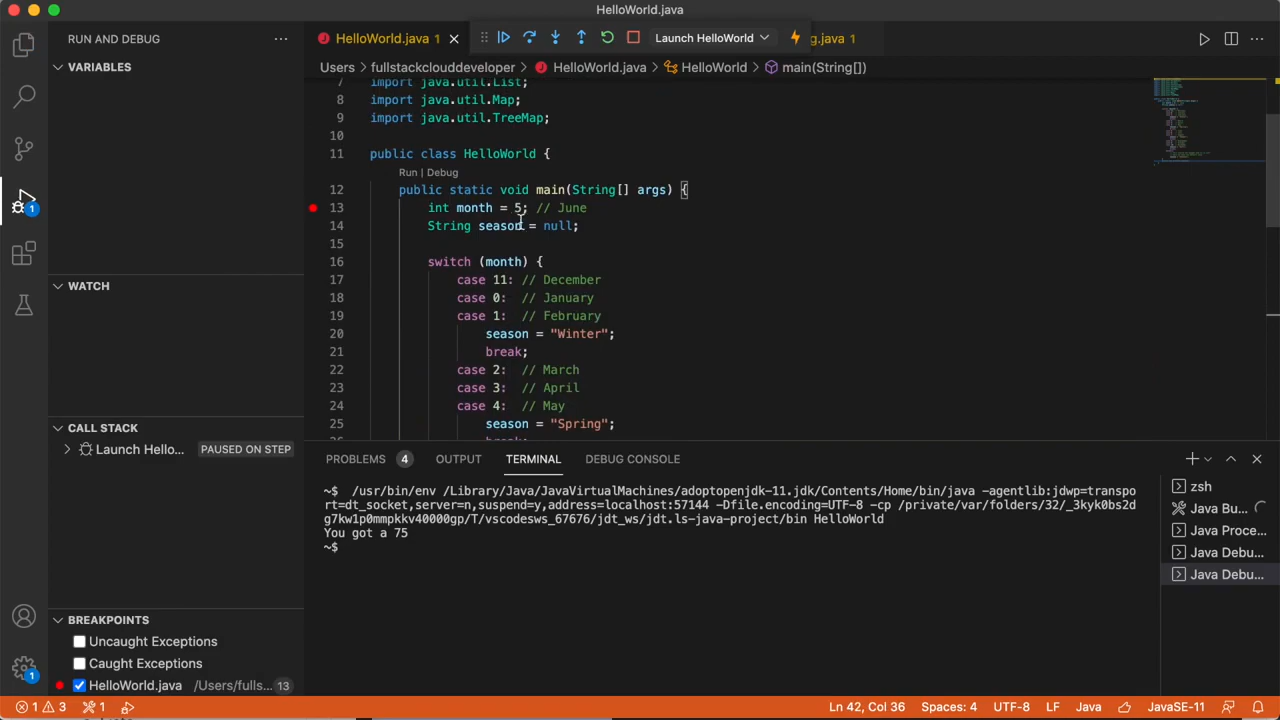 HelloWorld.java
RUN AND DEBUG
HelloWorld.java 1
Launch HelloWorld
g.java 1
Users fullstackclouddeveloper HelloWorld.java HelloWorld main(String[])
VARIABLES
7 import java.util.List;
8 import java.util.Map;
9 import java.util.TreeMap;
10
11 public class HelloWorld {
Run | Debug
12 public static void main(String[] args) {
13 int month = 5; // June
14 String season = null;
15
16 switch (month) {
17 case 11: // December
18 case 0: // January
19 case 1: // February
20 season = "Winter";
21 break;
22 case 2: // March
23 case 3: // April
24 case 4: // May
25 season = "Spring";
26 break;
1
WATCH
CALL STACK
Launch Hello... PAUSED ON STEP
BREAKPOINTS
Uncaught Exceptions
Caught Exceptions
HelloWorld.java /Users/fulls... 13
1
PROBLEMS 4 OUTPUT TERMINAL DEBUG CONSOLE
~$ /usr/bin/env /Library/Java/JavaVirtualMachines/adoptopenjdk-11.jdk/Contents/Home/bin/java -agentlib:jdwp=transpo
rt=dt_socket,server=n,suspend=y,address=localhost:57144 -Dfile.encoding=UTF-8 -cp /private/var/folders/32/_3kyk0bs2d
g7kw1p0mmpkkv40000gp/T/vscodesws_67676/jdt_ws/jdt.ls-java-project/bin HelloWorld
You got a 75
~$
zsh
Java Bu...
Java Proce...
Java Debu...
Java Debu...
1 3 1
Ln 42, Col 36 Spaces: 4 UTF-8 LF Java JavaSE-11